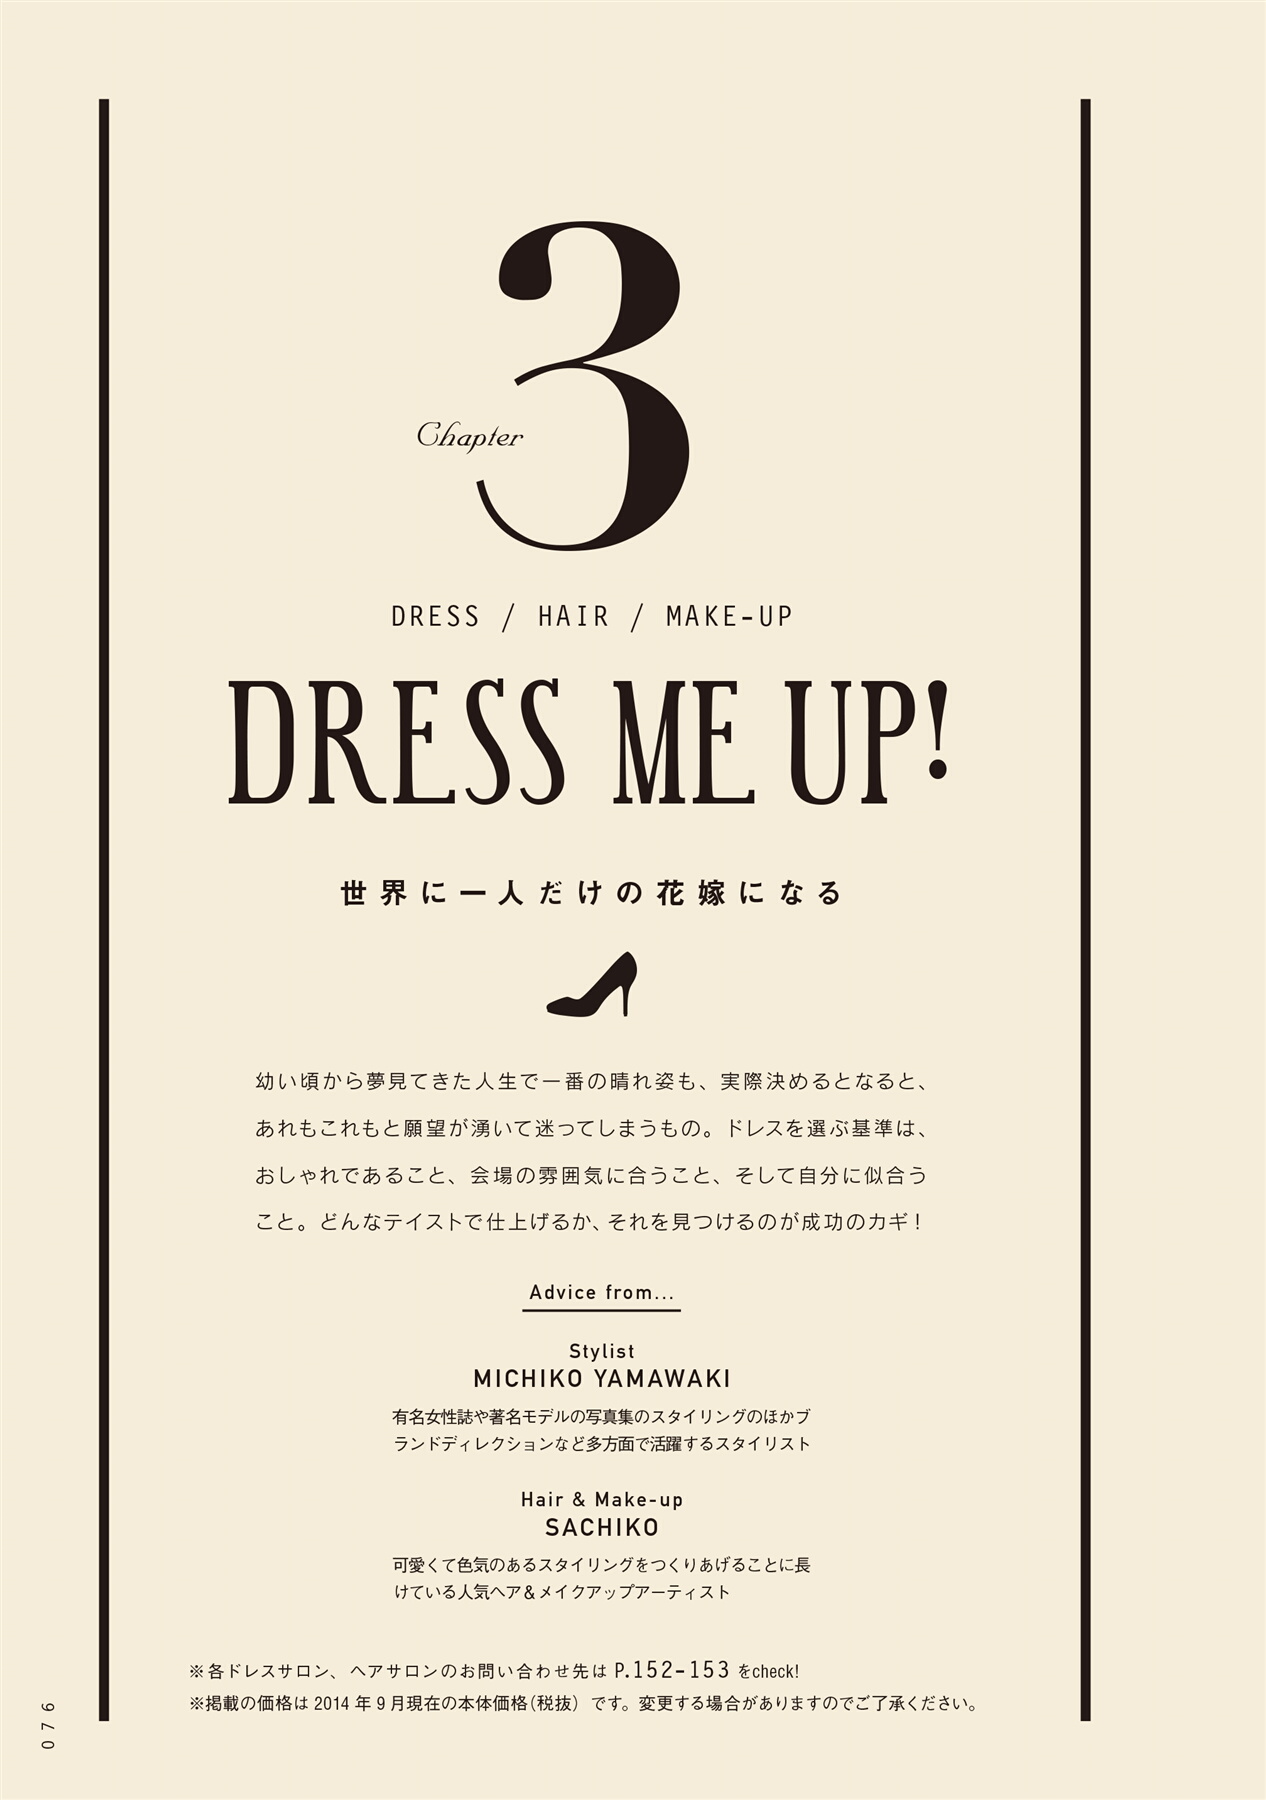 Chapter
3
DRESS / HAIR / MAKE-UP
DRESS ME UP!
世界に一人だけの花嫁になる
幼い頃から夢見てきた人生で一番の晴れ姿も、実際決めるとなると、
あれもこれもと願望が湧いて迷ってしまうもの。ドレスを選ぶ基準は、
おしゃれであること、会場の雰囲気に合うこと、そして自分に似合う
こと。どんなテイストで仕上げるか、それを見つけるのが成功のカギ！
Advice from...
Stylist
MICHIKO YAMAWAKI
有名女性誌や著名モデルの写真集のスタイリングのほかブ
ランドディレクションなど多方面で活躍するスタイリスト
Hair & Make-up
SACHIKO
可愛くて色気のあるスタイリングをつくりあげることに長
けている人気ヘア＆メイクアップアーティスト
※各ドレスサロン、ヘアサロンのお問い合わせ先は P.152-153 をcheck!
※掲載の価格は 2014 年 9 月現在の本体価格（税抜）です。変更する場合がありますのでご了承ください。
076